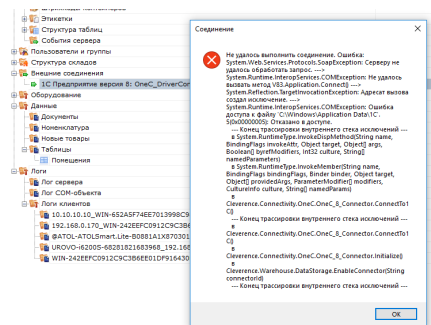 Этикетки
Структура таблиц
События сервера
Пользователи и группы
Структура складов
Внешние соединения
1С Предприятие версия 8: OneC_DriverCon
Оборудование
Данные
Документы
Номенклатура
Новые товары
Таблицы
Помещения
Логи
Лог сервера
Лог COM-объекта
Логи клиентов
10.10.10.10_WIN-652A5F74EE7013998C9
192.168.0.170_WIN-242EEFC0912C9C3B6
@ATOL-ATOLSmart.Lite-B0881A1X870301
UROVO-i6200S-68281821683968_192.168
WIN-242EEFC0912C9C3B6EE01DF916430
Соединение
Не удалось выполнить соединение. Ошибка:
System.Web.Services.Protocols.SoapException: Серверу не
удалось обработать запрос. --->
System.Runtime.InteropServices.COMException: Не удалось
вызвать метод V83.Application.Connect() --->
System.Reflection.TargetInvocationException: Адресат вызова
создал исключение. --->
System.Runtime.InteropServices.COMException: Ошибка
доступа к файлу 'C:\Windows\Application Data\1C'.
5(0x00000005): Отказано в доступе.
--- Конец трассировки внутреннего стека исключений ---
в System.RuntimeType.InvokeDispMethod(String name,
BindingFlags invokeAttr, Object target, Object[] args,
Boolean[] byrefModifiers, Int32 culture, String[]
namedParameters)
в System.RuntimeType.InvokeMember(String name,
BindingFlags bindingFlags, Binder binder, Object target,
Object[] providedArgs, ParameterModifier[] modifiers,
CultureInfo culture, String[] namedParams)
в
Cleverence.Connectivity.OneC.OneC_8_Connector.ConnectTo1
C()
--- Конец трассировки внутреннего стека исключений ---
в
Cleverence.Connectivity.OneC.OneC_8_Connector.ConnectTo1
C()
в
Cleverence.Connectivity.OneC.OneC_8_Connector.Initialize()
в
Cleverence.Warehouse.DataStorage.EnableConnector(String
connectorId)
--- Конец трассировки внутреннего стека исключений ---
OK